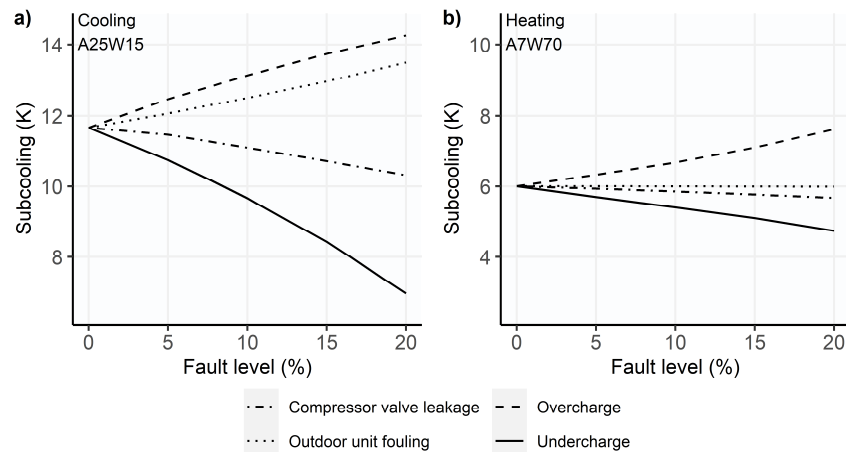 a)
Cooling
A25W15
14
12
10
8
Subcooling (K)
0 5 10 15 20
Fault level (%)
b)
Heating
A7W70
10
8
6
4
Subcooling (K)
0 5 10 15 20
Fault level (%)
Compressor valve leakage
Overcharge
Outdoor unit fouling
Undercharge